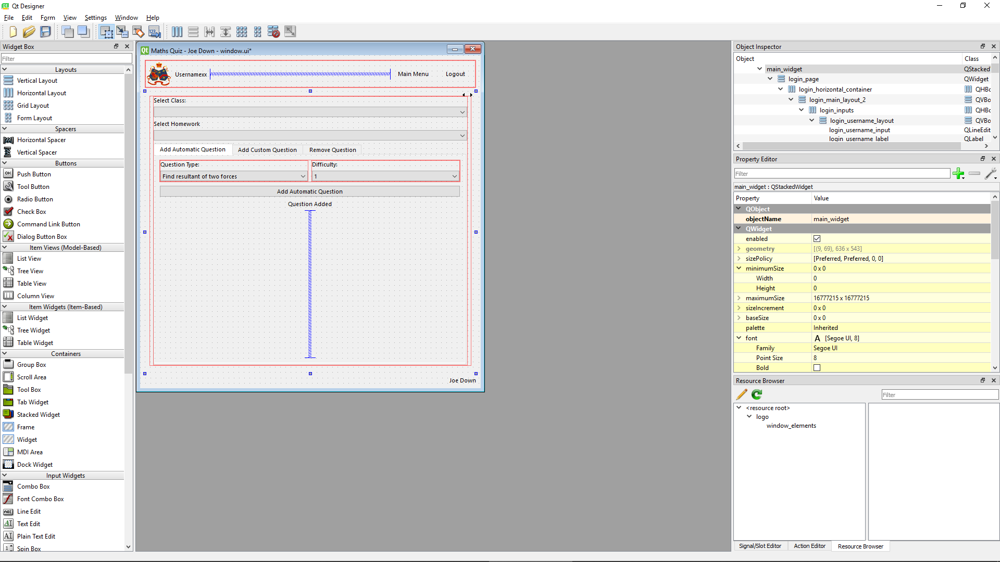 Qt Designer
File Edit Form View Settings Window Help
Widget Box
Filter
Layouts
Vertical Layout
Horizontal Layout
Grid Layout
Form Layout
Spacers
Horizontal Spacer
Vertical Spacer
Buttons
OK Push Button
Tool Button
Radio Button
Check Box
Command Link Button
Dialog Button Box
Item Views (Model-Based)
List View
Tree View
Table View
Column View
Item Widgets (Item-Based)
List Widget
Tree Widget
Table Widget
Containers
Group Box
Scroll Area
Tool Box
Tab Widget
Stacked Widget
Frame
Widget
MDI Area
Dock Widget
Input Widgets
Combo Box
Font Combo Box
Line Edit
Text Edit
Plain Text Edit
Spin Box
Qt Maths Quiz - Joe Down - window.ui*
Usernamexx Main Menu Logout
Select Class:
Select Homework
Add Automatic Question Add Custom Question Remove Question
Question Type: Difficulty:
Find resultant of two forces 1
Add Automatic Question
Question Added
Joe Down
Object Inspector
Object Class
main_widget QStacked
login_page QWidget
login_horizontal_container QHBo
login_main_layout_2 QVBo
login_inputs QHBo
login_username_layout QVBo
login_username_input QLineEdit
login_username_label QLabel
Property Editor
Filter
main_widget : QStackedWidget
Property Value
QObject
objectName main_widget
QWidget
enabled
geometry [(9, 69), 636 x 543]
sizePolicy [Preferred, Preferred, 0, 0]
minimumSize 0 x 0
Width 0
Height 0
maximumSize 16777215 x 16777215
sizeIncrement 0 x 0
baseSize 0 x 0
palette Inherited
font A [Segoe UI, 8]
Family Segoe UI
Point Size 8
Bold
Resource Browser
Filter
<resource root>
logo
window_elements
Signal/Slot Editor Action Editor Resource Browser